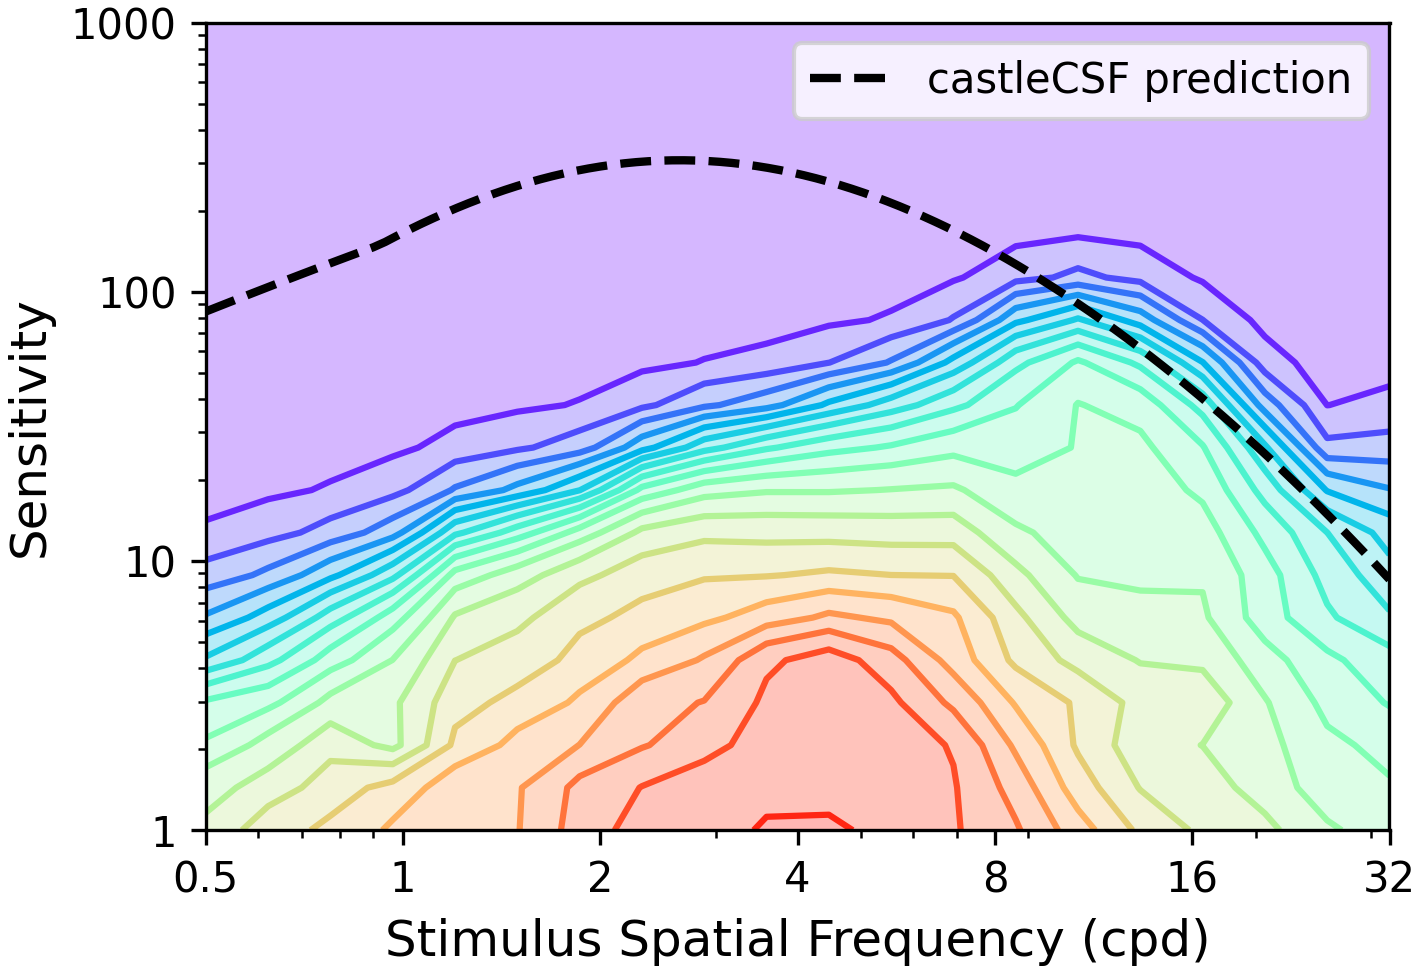 1000
100
10
1
Sensitivity
castleCSF prediction
0.5 1 2 4 8 16 32
Stimulus Spatial Frequency (cpd)